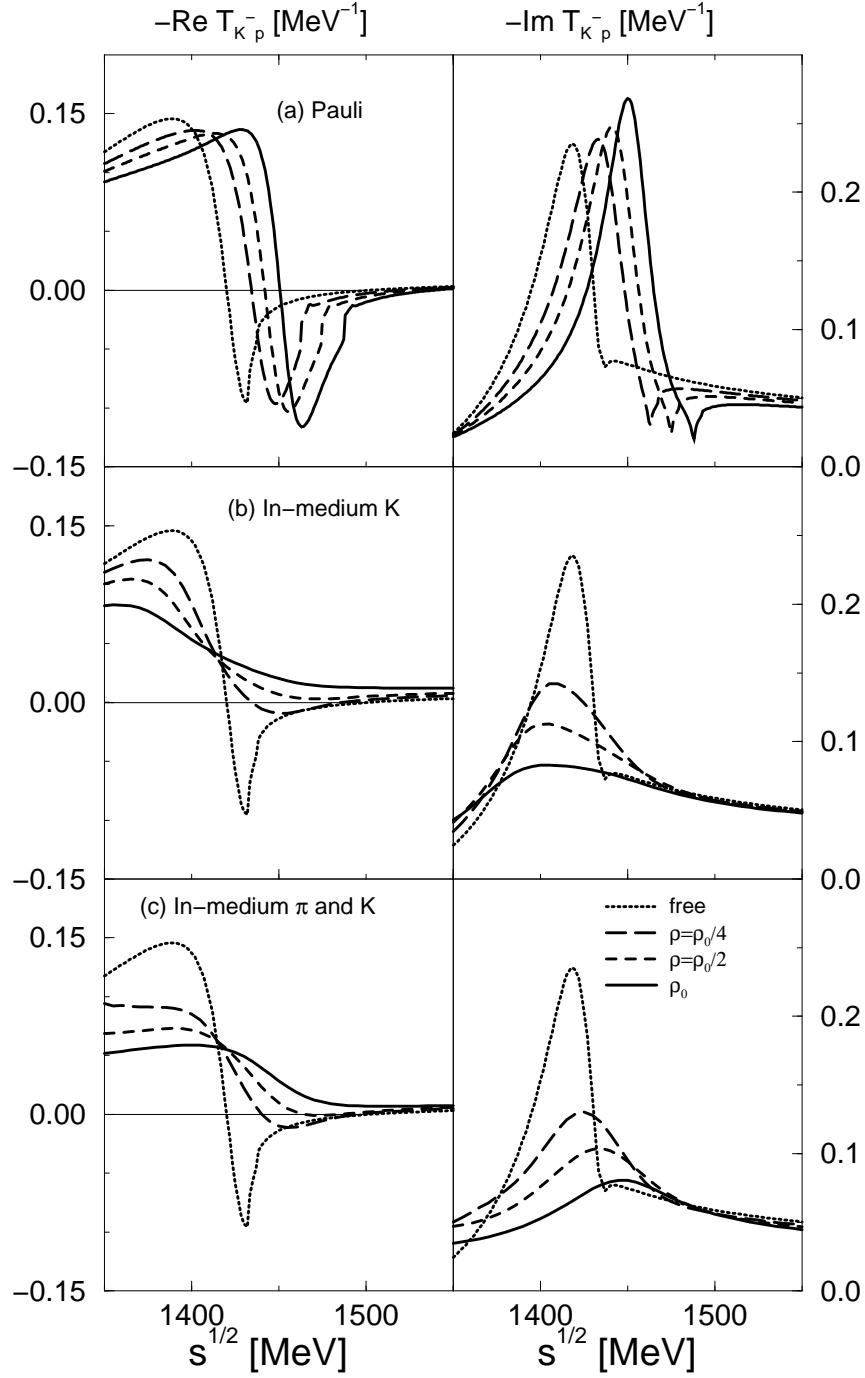 −Re T_{K⁻p} [MeV⁻¹]
−Im T_{K⁻p} [MeV⁻¹]
(a) Pauli
0.15
0.00
−0.15
0.2
0.1
0.0
(b) In−medium K
0.15
0.00
−0.15
0.2
0.1
0.0
(c) In−medium π and K
free
ρ=ρ₀/4
ρ=ρ₀/2
ρ₀
0.15
0.00
−0.15
0.2
0.1
0.0
1400 1500
1400 1500
s^{1/2} [MeV]
s^{1/2} [MeV]